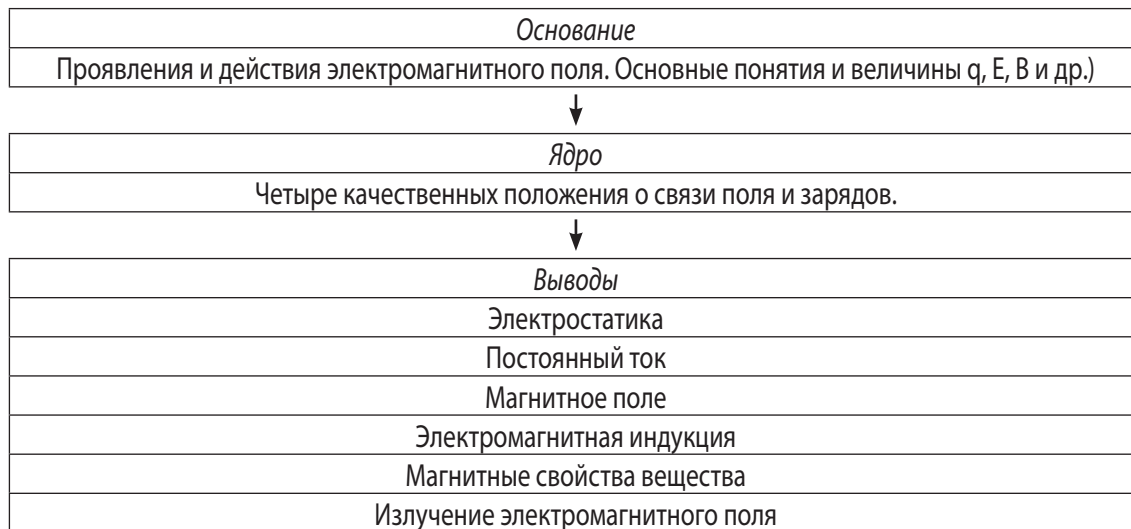 Основание
Проявления и действия электромагнитного поля. Основные понятия и величины q, E, B и др.)
Ядро
Четыре качественных положения о связи поля и зарядов.
Выводы
Электростатика
Постоянный ток
Магнитное поле
Электромагнитная индукция
Магнитные свойства вещества
Излучение электромагнитного поля